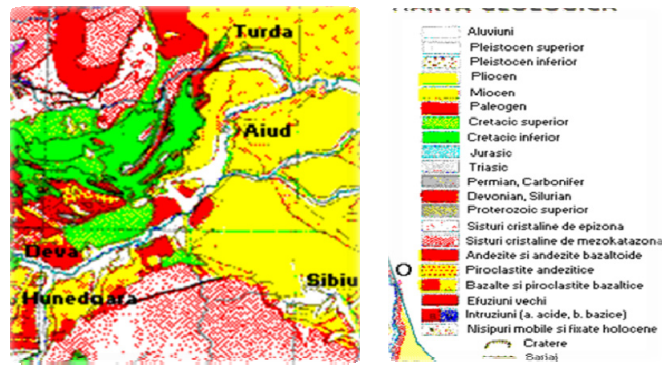 Turda
Aiud
Deva
Sibiu
Hunedoara
HARTA GEOLOGICA
Aluviuni
Pleistocen superior
Pleistocen inferior
Pliocen
Miocen
Paleogen
Cretacic superior
Cretacic inferior
Jurasic
Triasic
Permian, Carbonifer
Devonian, Silurian
Proterozoic superior
Sisturi cristaline de epizona
Sisturi cristaline de mezokatazona
Andezite si andezite bazaltoide
Piroclastite andezitice
Bazalte si piroclastite bazaltice
Efuziuni vechi
Intruziuni (a. acide, b. bazice)
Nisipuri mobile si fixate holocene
Cratere
Sariaj